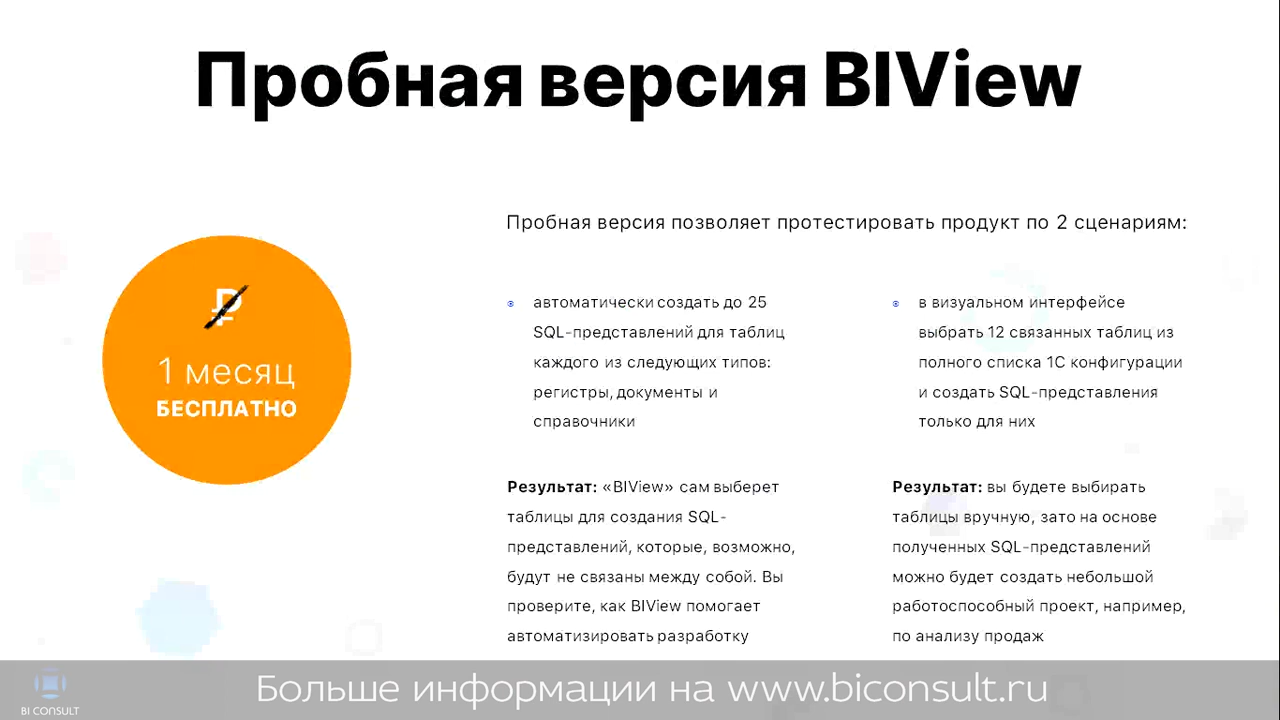 Пробная версия BIView
Пробная версия позволяет протестировать продукт по 2 сценариям:
₽
1 месяц
БЕСПЛАТНО
автоматически создать до 25
SQL-представлений для таблиц
каждого из следующих типов:
регистры, документы и
справочники
Результат: «BIView» сам выберет
таблицы для создания SQL-
представлений, которые, возможно,
будут не связаны между собой. Вы
проверите, как BIView помогает
автоматизировать разработку
в визуальном интерфейсе
выбрать 12 связанных таблиц из
полного списка 1С конфигурации
и создать SQL-представления
только для них
Результат: вы будете выбирать
таблицы вручную, зато на основе
полученных SQL-представлений
можно будет создать небольшой
работоспособный проект, например,
по анализу продаж
BI CONSULT
Больше информации на www.biconsult.ru